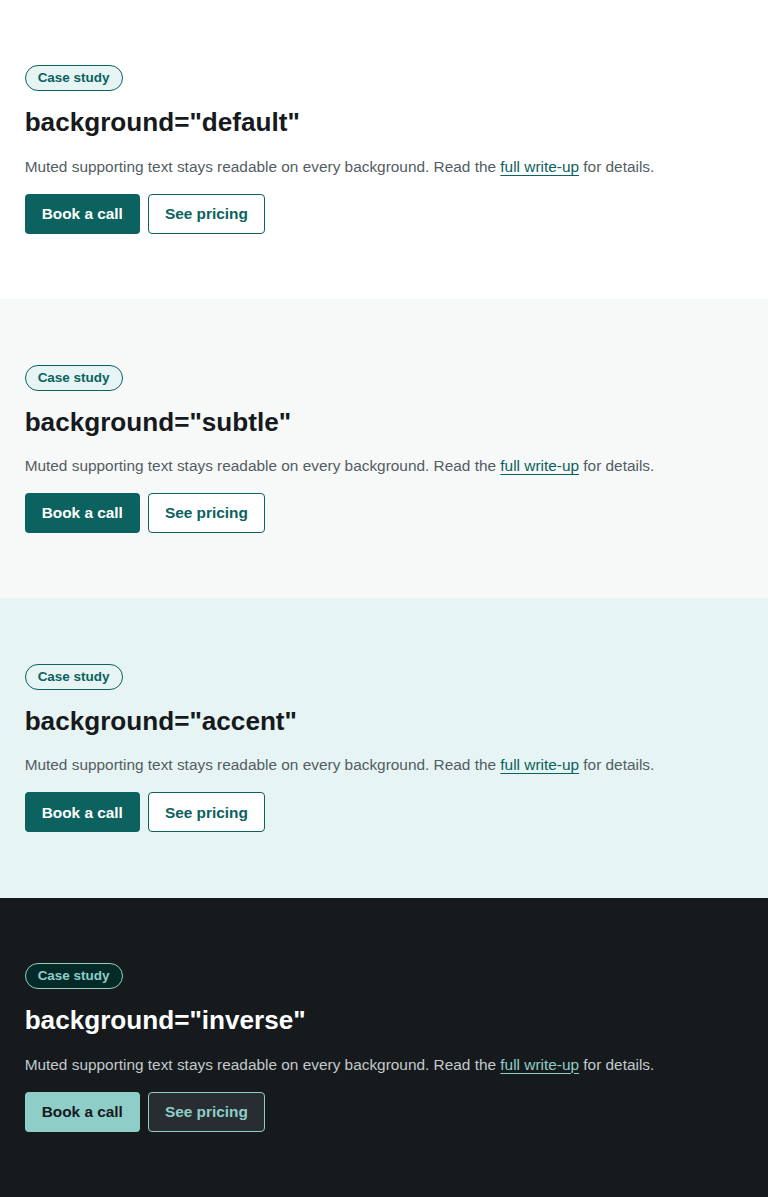 Case study
background="default"
Muted supporting text stays readable on every background. Read the full write-up for details.
Book a call See pricing
Case study
background="subtle"
Muted supporting text stays readable on every background. Read the full write-up for details.
Book a call See pricing
Case study
background="accent"
Muted supporting text stays readable on every background. Read the full write-up for details.
Book a call See pricing
Case study
background="inverse"
Muted supporting text stays readable on every background. Read the full write-up for details.
Book a call See pricing